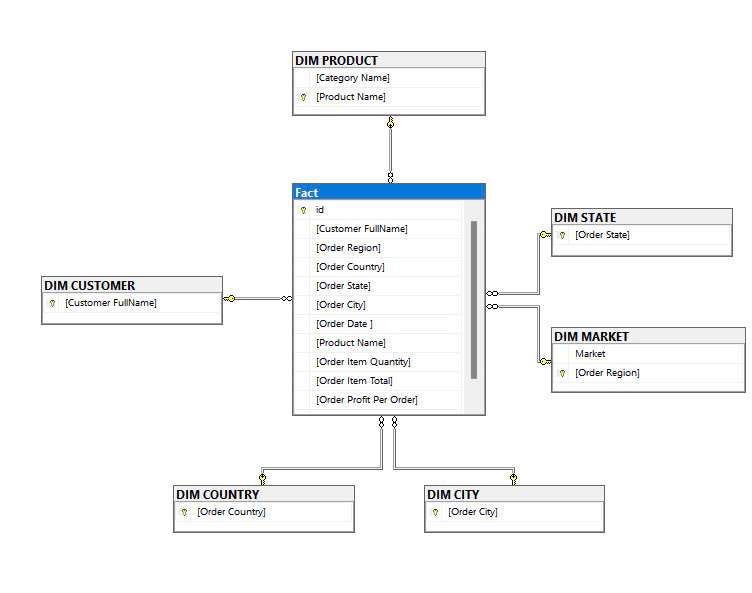 DIM PRODUCT
[Category Name]
[Product Name]
Fact
id
[Customer FullName]
[Order Region]
[Order Country]
[Order State]
[Order City]
[Order Date ]
[Product Name]
[Order Item Quantity]
[Order Item Total]
[Order Profit Per Order]
DIM STATE
[Order State]
DIM CUSTOMER
[Customer FullName]
DIM MARKET
Market
[Order Region]
DIM COUNTRY
[Order Country]
DIM CITY
[Order City]